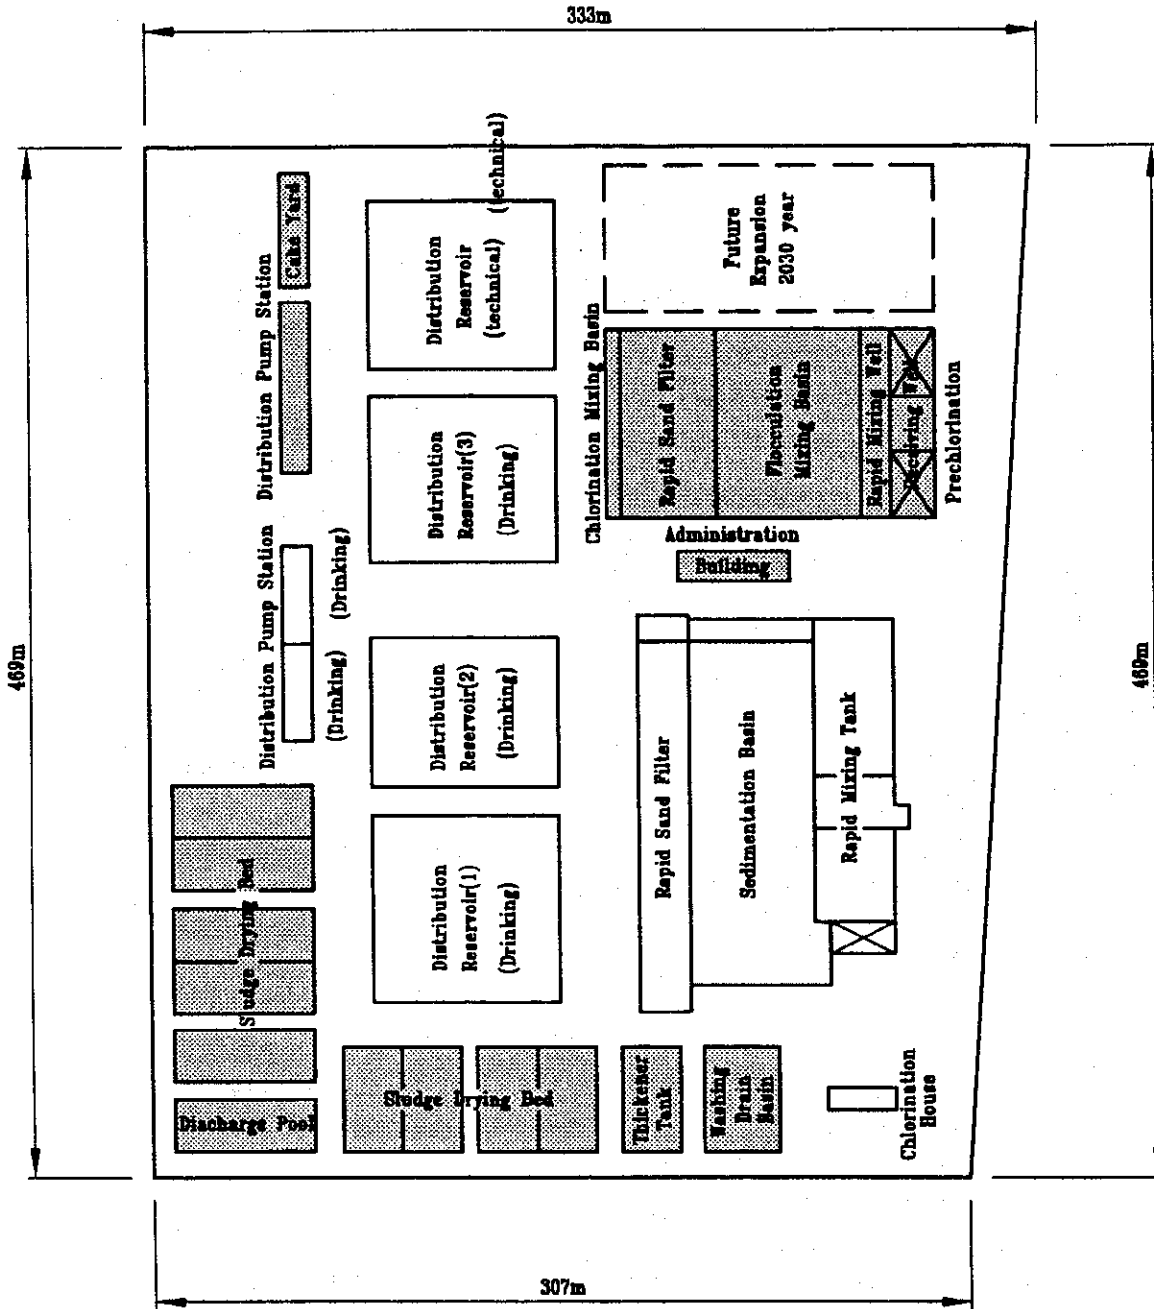 333m
469m
469m
307m
Cake Yard
Distribution Pump Station
Distribution Pump Station
(Drinking)
(Drinking)
(technical)
Distribution
Reservoir
(technical)
Distribution
Reservoir(3)
(Drinking)
Distribution
Reservoir(2)
(Drinking)
Distribution
Reservoir(1)
(Drinking)
Future
Expansion
2030 year
Chlorination Mixing Basin
Rapid Sand Filter
Flocculation
Mixing Basin
Rapid Mixing Well
Receiving Well
Prechlorination
Administration
Building
Rapid Sand Filter
Sedimentation Basin
Rapid Mixing Tank
Sludge Drying Bed
Discharge Pool
Sludge Drying Bed
Thickener
Tank
Washing
Drain
Basin
Chlorination
House